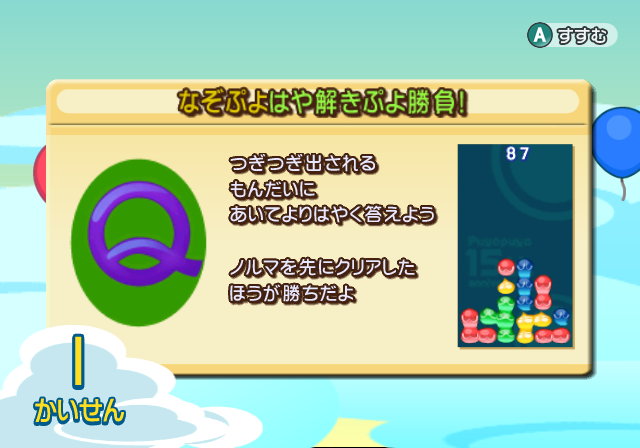 A すすむ
なぞぷよはや解きぷよ勝負!
つぎつぎ出される
もんだいに
あいてよりはやく答えよう
ノルマを先にクリアした
ほうが勝ちだよ
Q
87
Puyopuyo
15
1
かいせん